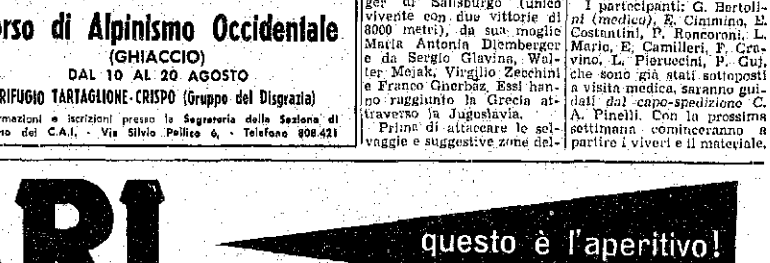 orso di Alpinismo Occidentale
(GHIACCIO)
DAL 10 AL 20 AGOSTO
RIFUGIO TARTAGLIONE-CRISPO (Gruppo del Disgrazia)
ormazioni e iscrizioni presso la Segreteria della Sezione di
no del C.A.I. - Via Silvio Pellico 6, - Telefono 808.421
ger di Salisburgo (unico
vivente con due vittorie di
8000 metri), da sua moglie
Maria Antonia Diemberger
e da Sergio Glavina, Wal-
ter Mejak, Virgilio Zecchini
e Franco Gherbaz. Essi han-
no raggiunto la Grecia at-
traverso la Jugoslavia.
Prima di attaccare le sel-
vaggie e suggestive zone del-
I partecipanti: G. Bortoli-
ni (medico), E. Cimmino, E.
Costantini, P. Roncoroni, L.
Mario, E. Camilleri, F. Cra-
vino, L. Pieruccini, P. Guj,
che sono già stati sottoposti
a visita medica, saranno gui-
dati dal capo-spedizione C.
A. Pinelli. Con la prossima
settimana cominceranno a
partire i viveri e il materiale,
ARI
questo è l'aperitivo!